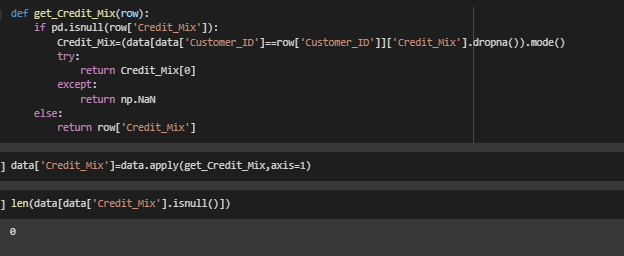 def get_Credit_Mix(row):
    if pd.isnull(row['Credit_Mix']):
        Credit_Mix=(data[data['Customer_ID']==row['Customer_ID']]['Credit_Mix'].dropna()).mode()
        try:
            return Credit_Mix[0]
        except:
            return np.NaN
    else:
        return row['Credit_Mix']
] data['Credit_Mix']=data.apply(get_Credit_Mix,axis=1)
] len(data[data['Credit_Mix'].isnull()])
0